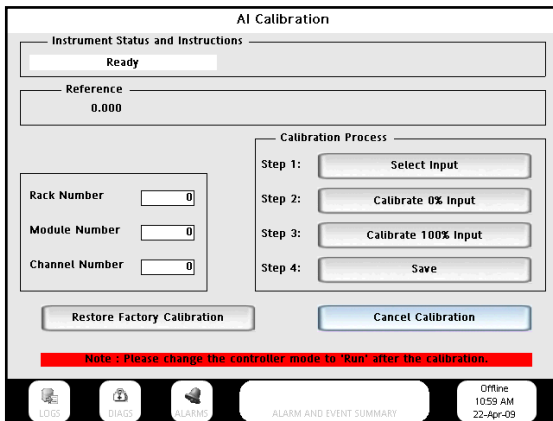 AI Calibration
Instrument Status and Instructions
Ready
Reference
0.000
Calibration Process
Step 1: Select Input
Rack Number 0
Step 2: Calibrate 0% Input
Module Number 0
Step 3: Calibrate 100% Input
Channel Number 0
Step 4: Save
Restore Factory Calibration
Cancel Calibration
Note : Please change the controller mode to 'Run' after the calibration.
LOGS
DIAGS
ALARMS
ALARM AND EVENT SUMMARY
Offline
10:59 AM
22-Apr-09